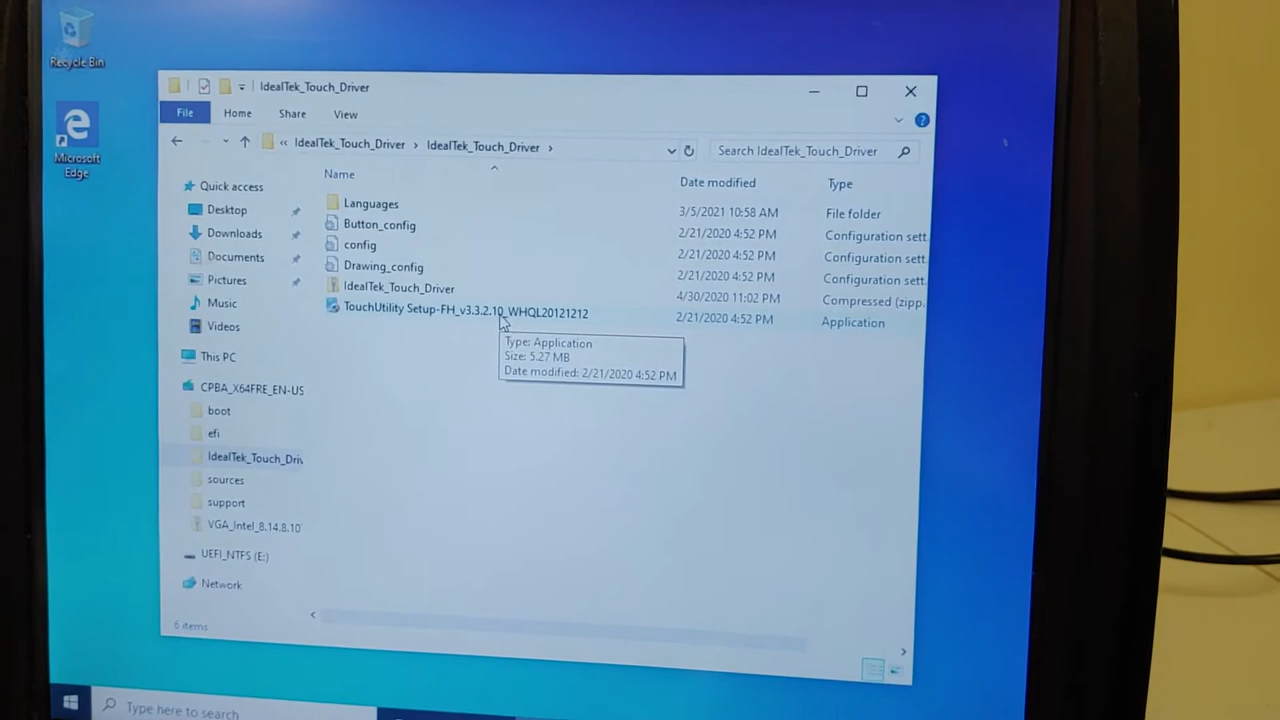 Recycle Bin
Microsoft
Edge
IdealTek_Touch_Driver
File Home Share View
« IdealTek_Touch_Driver › IdealTek_Touch_Driver ›
Search IdealTek_Touch_Driver
Name Date modified Type
Quick access
Desktop
Downloads
Documents
Pictures
Music
Videos
This PC
CPBA_X64FRE_EN-US
boot
efi
IdealTek_Touch_Driv
sources
support
VGA_Intel_8.14.8.10
UEFI_NTFS (E:)
Network
Languages 3/5/2021 10:58 AM File folder
Button_config 2/21/2020 4:52 PM Configuration sett
config 2/21/2020 4:52 PM Configuration sett
Drawing_config 2/21/2020 4:52 PM Configuration sett
IdealTek_Touch_Driver 4/30/2020 11:02 PM Compressed (zipp
TouchUtility Setup-FH_v3.3.2.10_WHQL20121212 2/21/2020 4:52 PM Application
Type: Application
Size: 5.27 MB
Date modified: 2/21/2020 4:52 PM
6 items
Type here to search